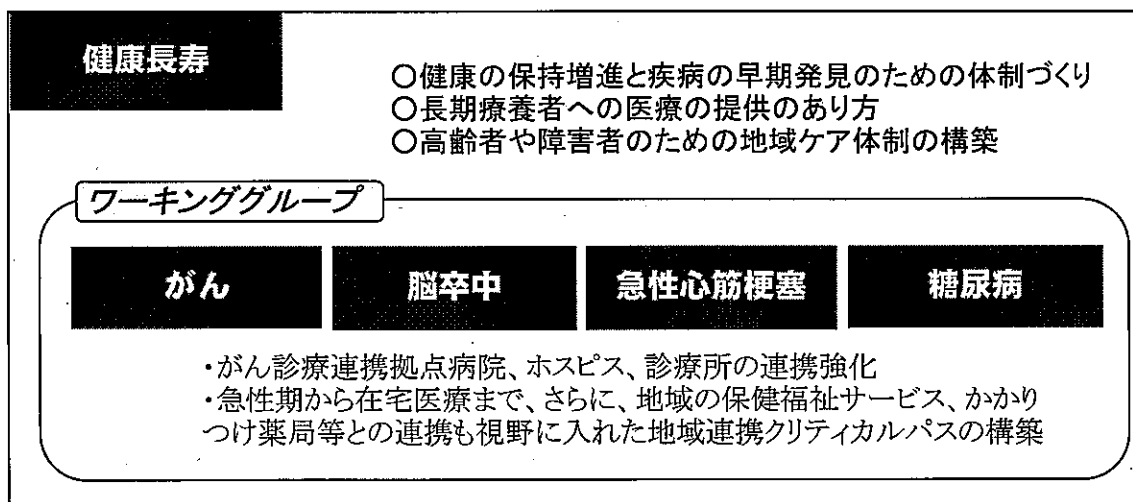 健康長寿
○健康の保持増進と疾病の早期発見のための体制づくり
○長期療養者への医療の提供のあり方
○高齢者や障害者のための地域ケア体制の構築
ワーキンググループ
がん
脳卒中
急性心筋梗塞
糖尿病
・がん診療連携拠点病院、ホスピス、診療所の連携強化
・急性期から在宅医療まで、さらに、地域の保健福祉サービス、かかり
つけ薬局等との連携も視野に入れた地域連携クリティカルパスの構築